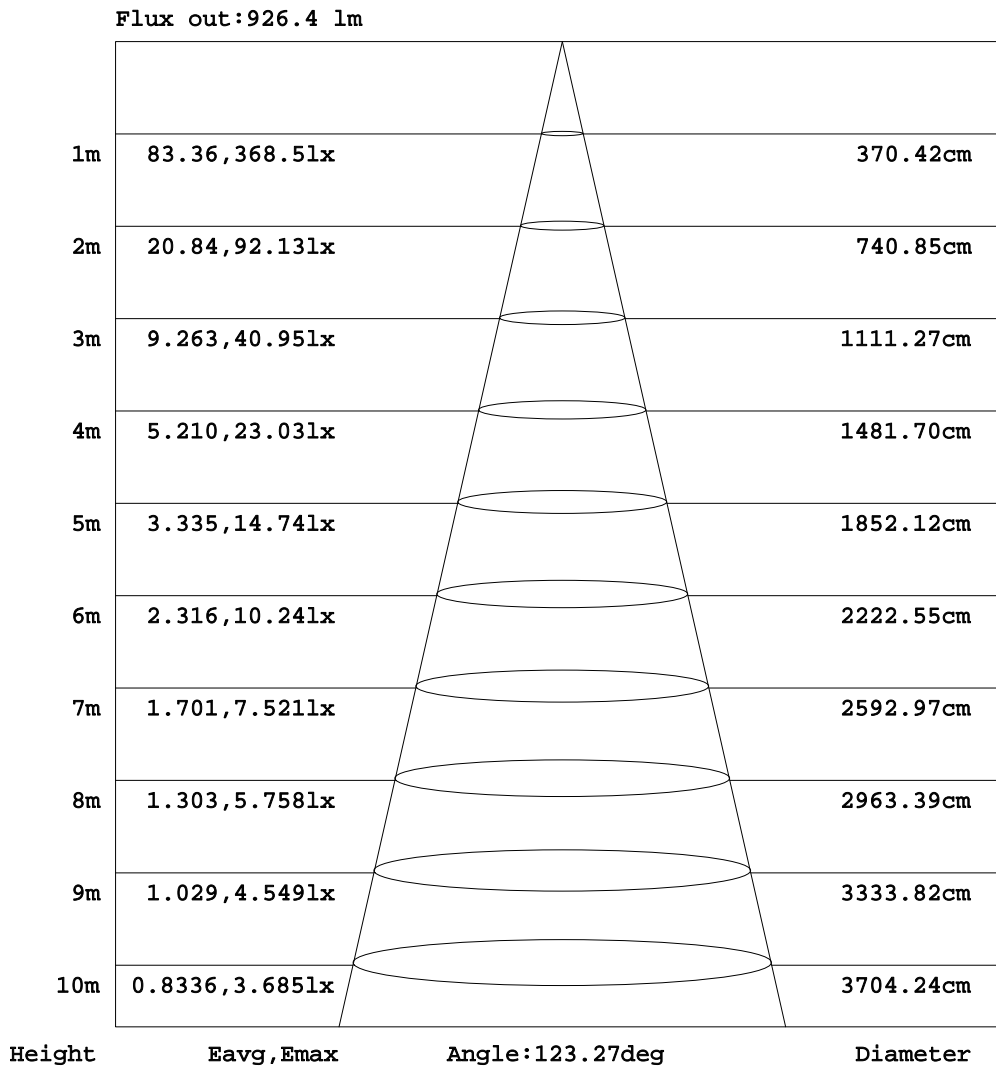 Flux out:926.4 lm
1m 83.36,368.5lx 370.42cm
2m 20.84,92.13lx 740.85cm
3m 9.263,40.95lx 1111.27cm
4m 5.210,23.03lx 1481.70cm
5m 3.335,14.74lx 1852.12cm
6m 2.316,10.24lx 2222.55cm
7m 1.701,7.521lx 2592.97cm
8m 1.303,5.758lx 2963.39cm
9m 1.029,4.549lx 3333.82cm
10m 0.8336,3.685lx 3704.24cm
Height Eavg,Emax Angle:123.27deg Diameter